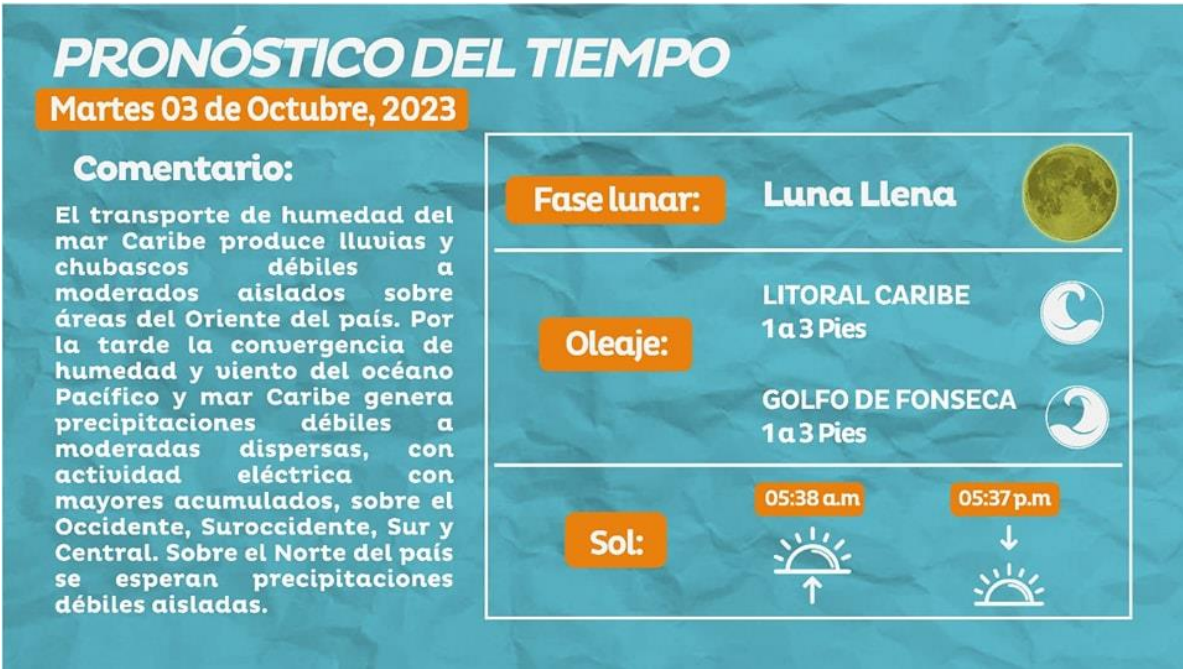 PRONÓSTICO DEL TIEMPO
Martes 03 de Octubre, 2023
Comentario:
El transporte de humedad del
mar Caribe produce lluvias y
chubascos débiles a
moderados aislados sobre
áreas del Oriente del país. Por
la tarde la convergencia de
humedad y viento del océano
Pacífico y mar Caribe genera
precipitaciones débiles a
moderadas dispersas, con
actividad eléctrica con
mayores acumulados, sobre el
Occidente, Suroccidente, Sur y
Central. Sobre el Norte del país
se esperan precipitaciones
débiles aisladas.
Fase lunar:
Luna Llena
Oleaje:
LITORAL CARIBE
1 a 3 Pies
GOLFO DE FONSECA
1 a 3 Pies
Sol:
05:38 a.m
05:37 p.m